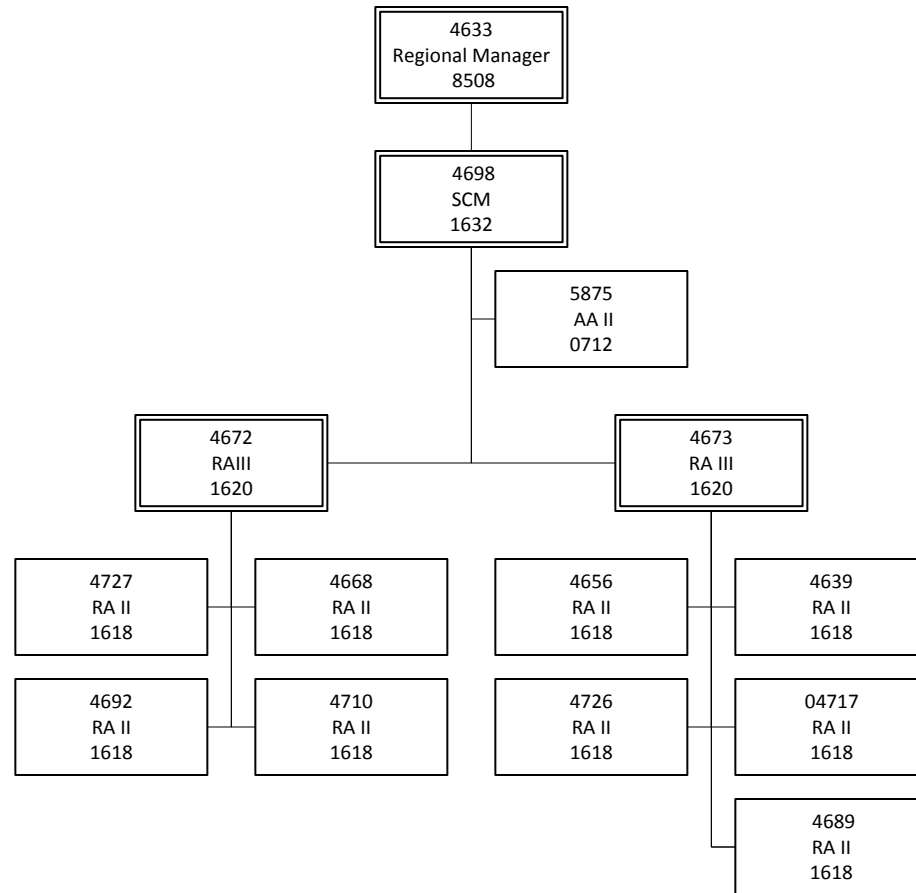 4633
Regional Manager
8508
4698
SCM
1632
5875
AA II
0712
4672
RAIII
1620
4673
RA III
1620
4727
RA II
1618
4668
RA II
1618
4656
RA II
1618
4639
RA II
1618
4692
RA II
1618
4710
RA II
1618
4726
RA II
1618
04717
RA II
1618
4689
RA II
1618